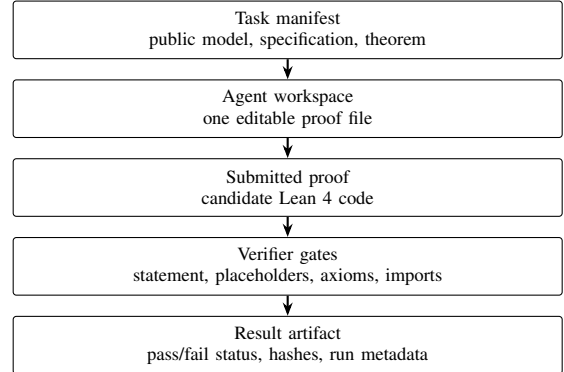 Task manifest
public model, specification, theorem
Agent workspace
one editable proof file
Submitted proof
candidate Lean 4 code
Verifier gates
statement, placeholders, axioms, imports
Result artifact
pass/fail status, hashes, run metadata